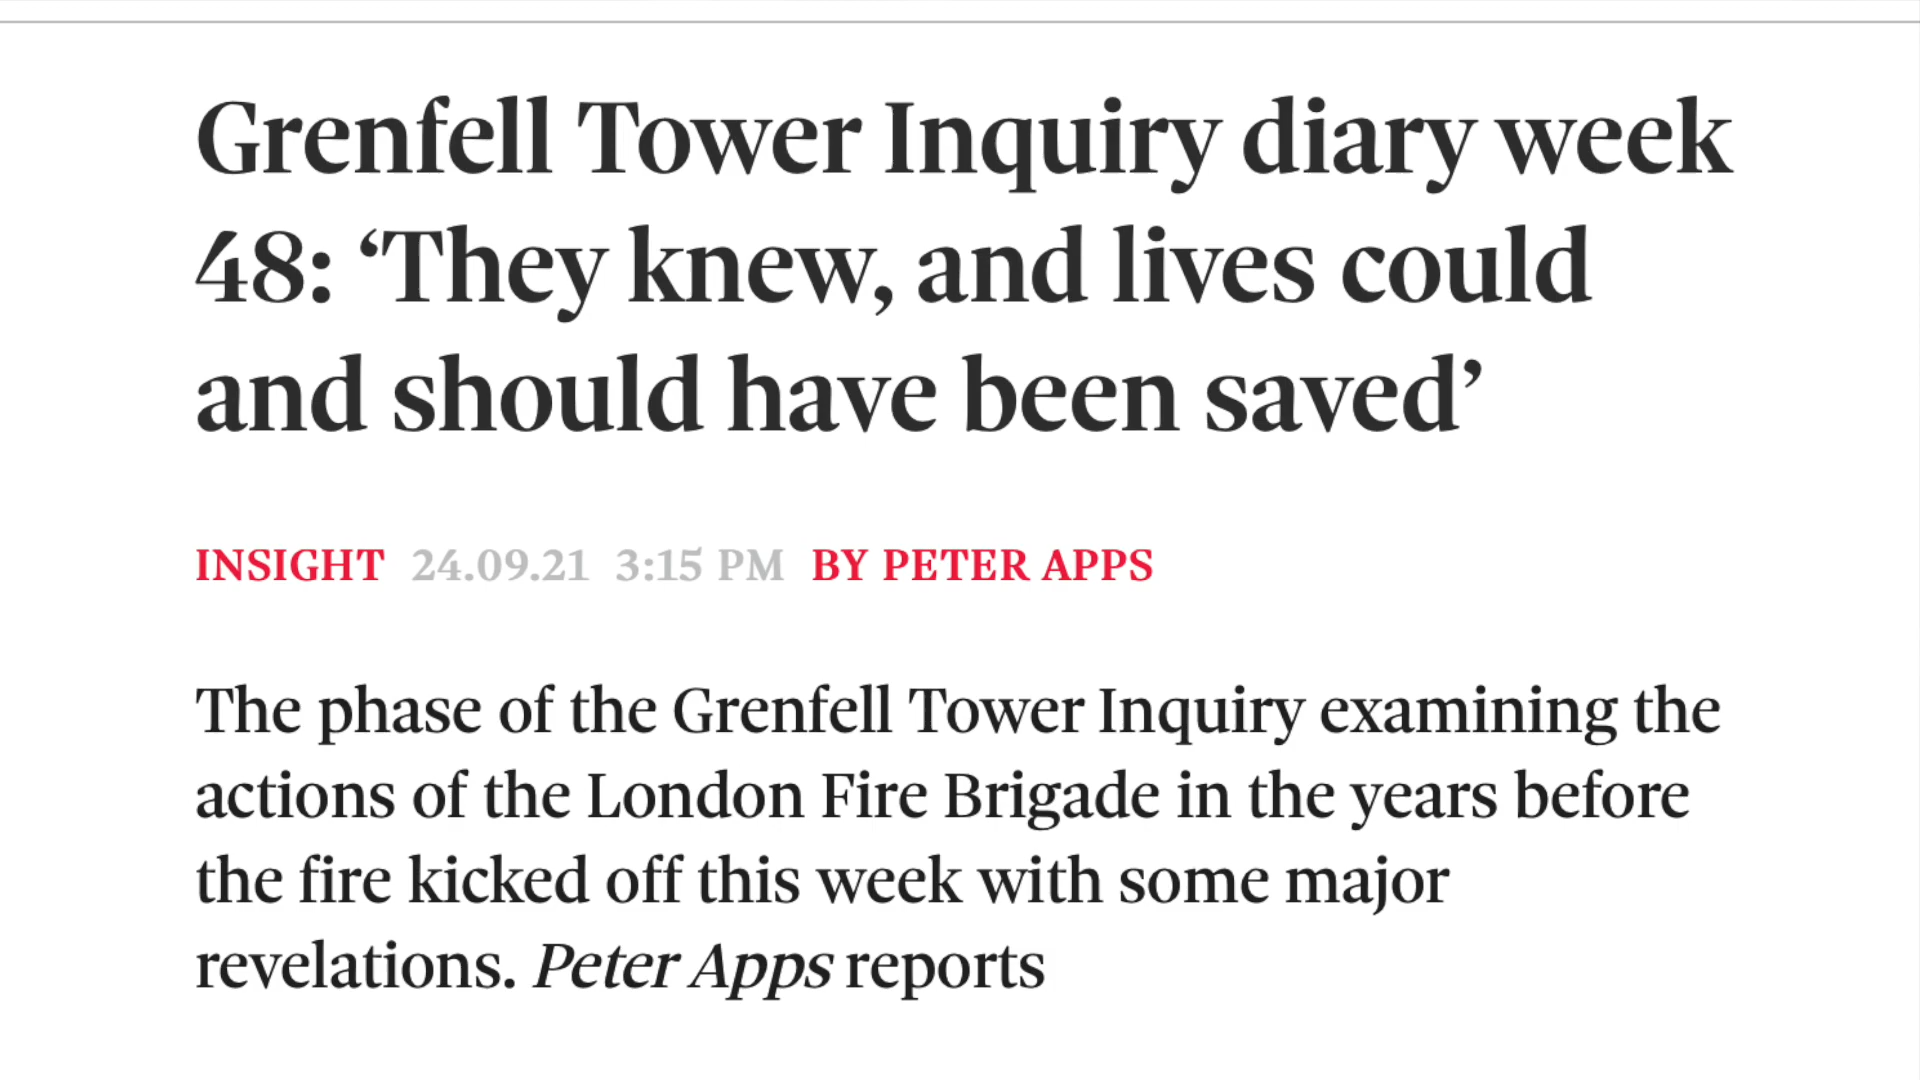 Grenfell Tower Inquiry diary week
48: ‘They knew, and lives could
and should have been saved’
INSIGHT 24.09.21 3:15 PM BY PETER APPS
The phase of the Grenfell Tower Inquiry examining the
actions of the London Fire Brigade in the years before
the fire kicked off this week with some major
revelations. Peter Apps reports